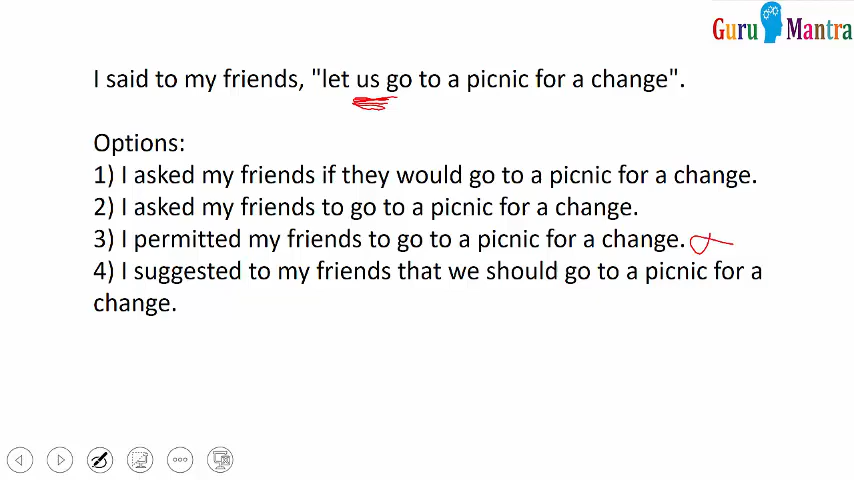 Guru Mantra
I said to my friends, "let us go to a picnic for a change".
Options:
1) I asked my friends if they would go to a picnic for a change.
2) I asked my friends to go to a picnic for a change.
3) I permitted my friends to go to a picnic for a change.
4) I suggested to my friends that we should go to a picnic for a
change.